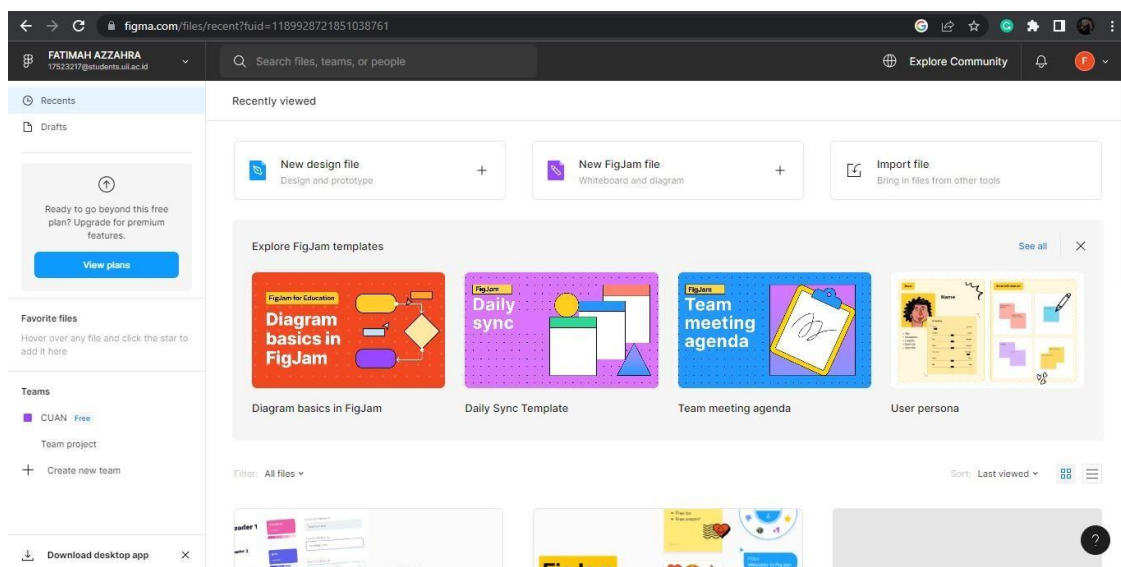 figma.com/files/recent?fuid=1189928721851038761
FATIMAH AZZAHRA
17523217@students.uii.ac.id
Search files, teams, or people
Explore Community
F
Recents
Drafts
Ready to go beyond this free
plan? Upgrade for premium
features.
View plans
Favorite files
Hover over any file and click the star to
add it here
Teams
CUAN Free
Team project
Create new team
Download desktop app
Recently viewed
New design file
Design and prototype
New FigJam file
Whiteboard and diagram
Import file
Bring in files from other tools
Explore FigJam templates
See all
FigJam for Education
Diagram
basics in
FigJam
Diagram basics in FigJam
FigJam
Daily
sync
Daily Sync Template
FigJam
Team
meeting
agenda
Team meeting agenda
Name
User persona
Filter: All files
Sort: Last viewed
eader 1
?